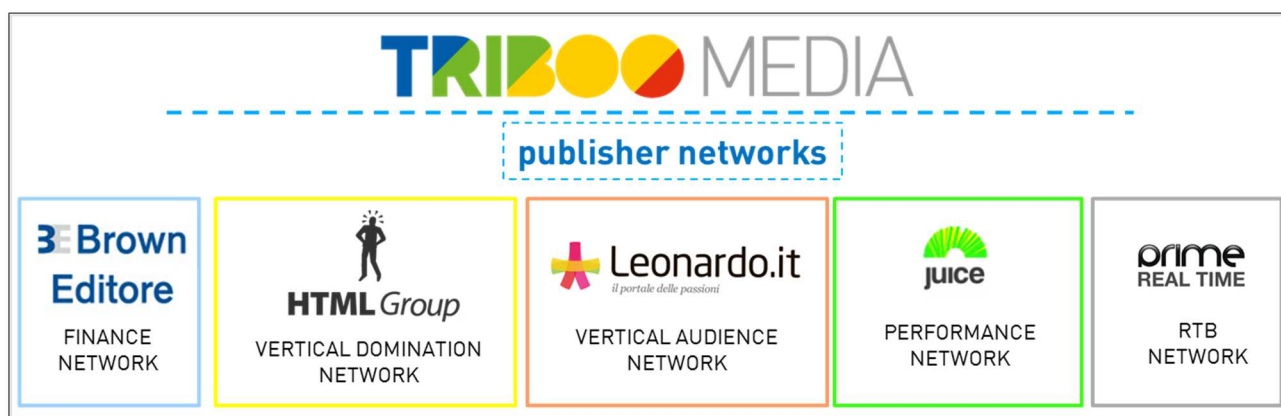 TRIBOO MEDIA
publisher networks
BE Brown
Editore
FINANCE
NETWORK
HTML Group
VERTICAL DOMINATION
NETWORK
Leonardo.it
il portale delle passioni
VERTICAL AUDIENCE
NETWORK
juice
PERFORMANCE
NETWORK
prime
REAL TIME
RTB
NETWORK